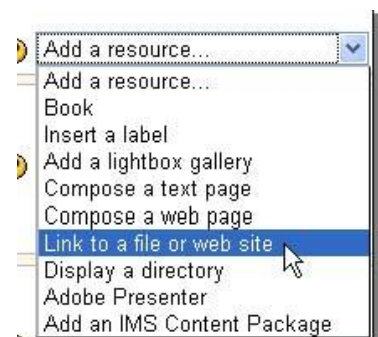 Add a resource...
Add a resource...
Book
Insert a label
Add a lightbox gallery
Compose a text page
Compose a web page
Link to a file or web site
Display a directory
Adobe Presenter
Add an IMS Content Package